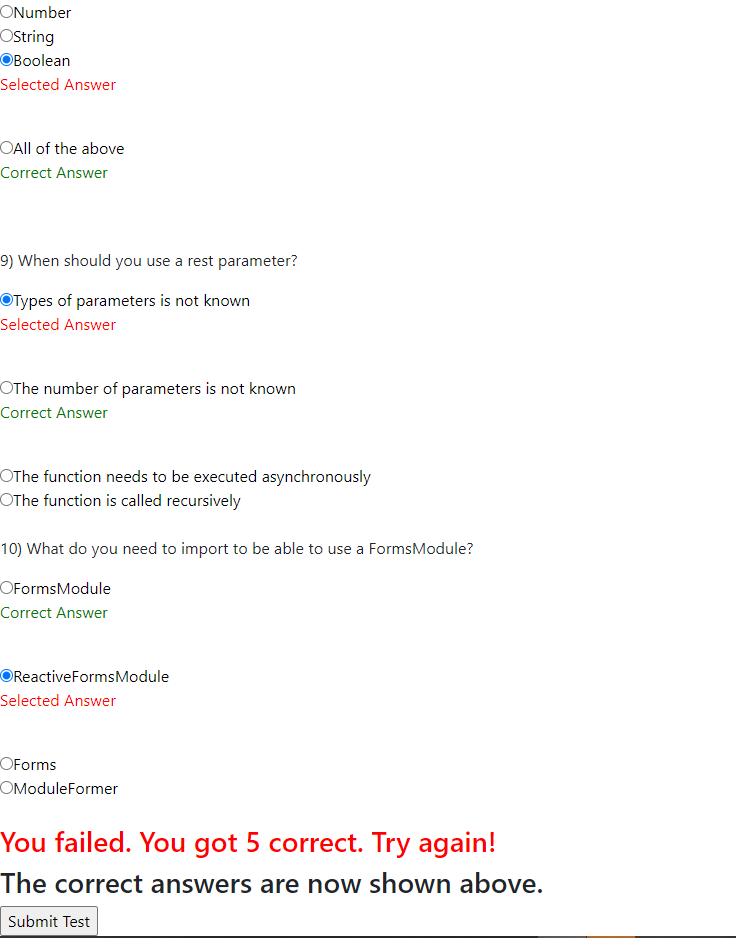 Number
String
Boolean
Selected Answer
All of the above
Correct Answer
9) When should you use a rest parameter?
Types of parameters is not known
Selected Answer
The number of parameters is not known
Correct Answer
The function needs to be executed asynchronously
The function is called recursively
10) What do you need to import to be able to use a FormsModule?
FormsModule
Correct Answer
ReactiveFormsModule
Selected Answer
Forms
ModuleFormer
You failed. You got 5 correct. Try again!
The correct answers are now shown above.
Submit Test